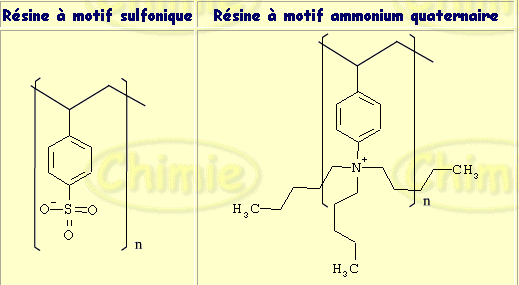 Résine à motif sulfonique
Résine à motif ammonium quaternaire
Chimie
Chimie
O⁻ S O
O
n
N⁺
CH₃
n
H₃C
H₃C